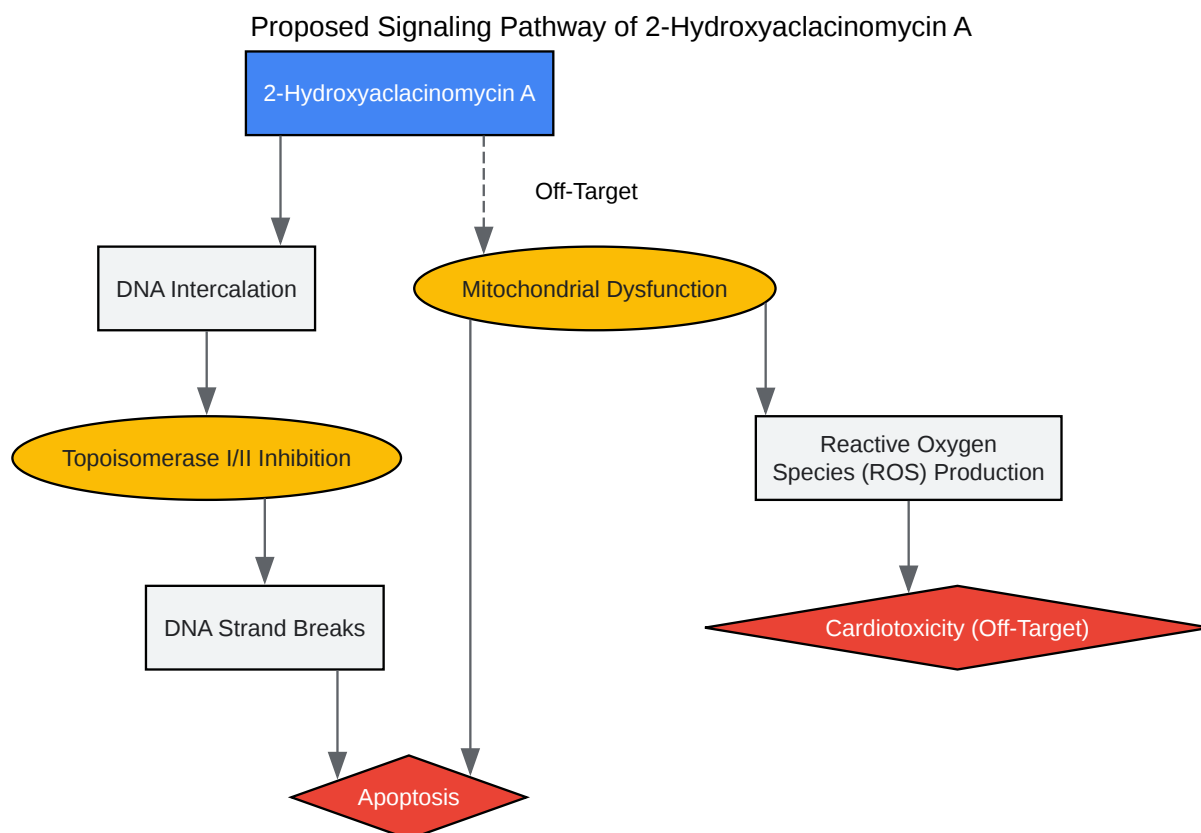 Proposed Signaling Pathway of 2-Hydroxyaclacinomycin A
2-Hydroxyaclacinomycin A
Off-Target
DNA Intercalation
Mitochondrial Dysfunction
Topoisomerase I/II Inhibition
Reactive Oxygen
Species (ROS) Production
DNA Strand Breaks
Cardiotoxicity (Off-Target)
Apoptosis